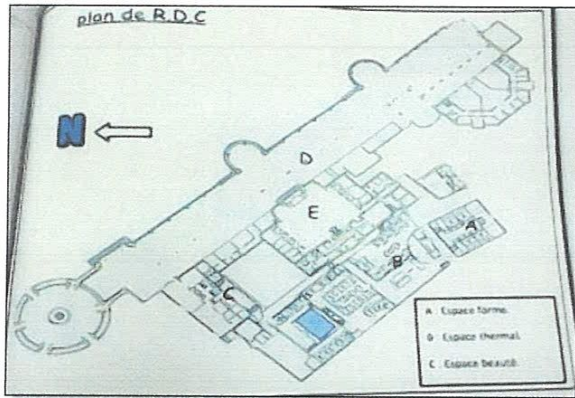 plan de R.D.C
N
D
E
A
B
C
A : Espace forme.
B : Espace thermal.
C : Espace beauté.